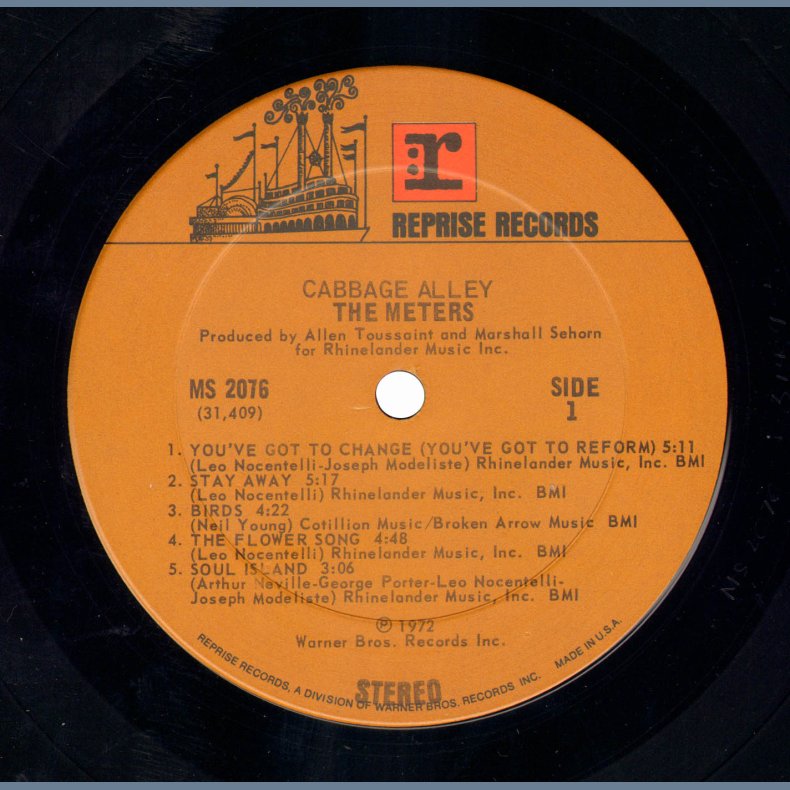 :r
REPRISE RECORDS
CABBAGE ALLEY
THE METERS
Produced by Allen Toussaint and Marshall Sehorn
for Rhinelander Music Inc.
MS 2076
(31,409)
SIDE
1
1. YOU'VE GOT TO CHANGE (YOU'VE GOT TO REFORM) 5:11
(Leo Nocentelli-Joseph Modeliste) Rhinelander Music, Inc. BMI
2. STAY AWAY 5:17
(Leo Nocentelli) Rhinelander Music, Inc. BMI
3. BIRDS 4:22
(Neil Young) Cotillion Music/Broken Arrow Music BMI
4. THE FLOWER SONG 4:48
(Leo Nocentelli) Rhinelander Music, Inc. BMI
5. SOUL ISLAND 3:06
(Arthur Neville-George Porter-Leo Nocentelli-
Joseph Modeliste) Rhinelander Music, Inc. BMI
℗ 1972
Warner Bros. Records Inc.
STEREO
REPRISE RECORDS, A DIVISION OF WARNER BROS. RECORDS INC. MADE IN U.S.A.